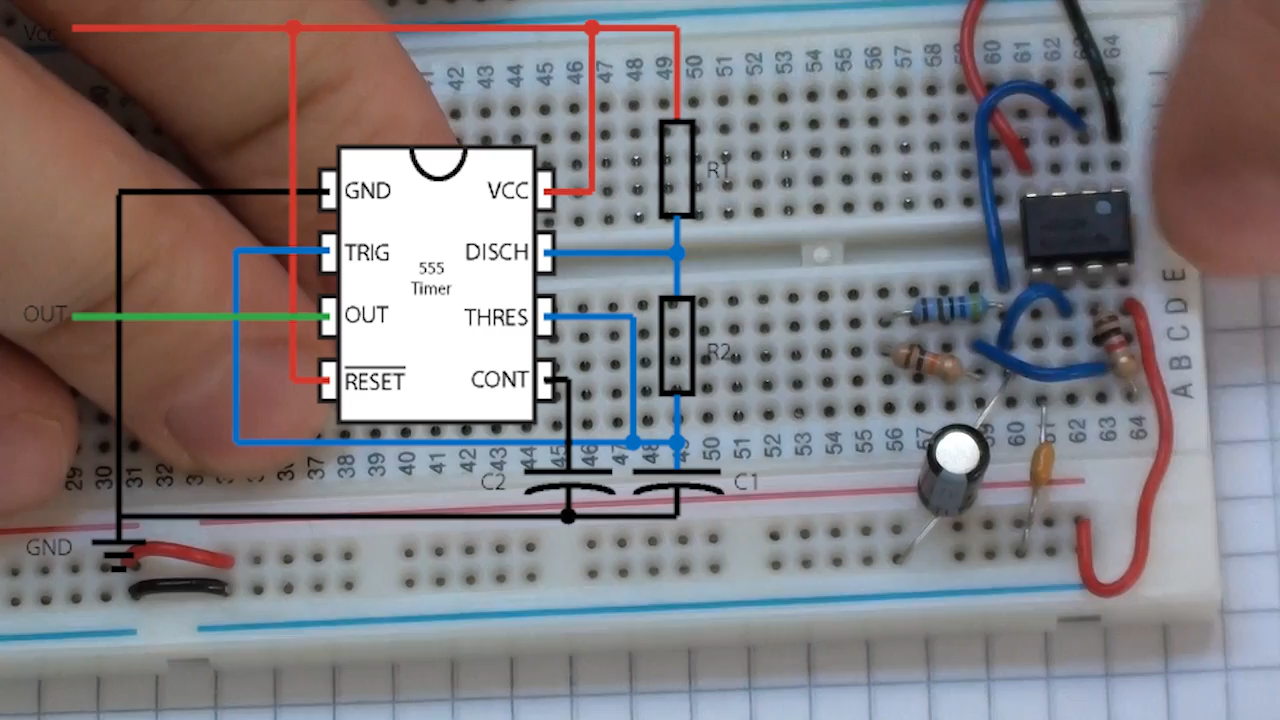 Vcc
42 43 44 45 46 47 48 49 50 51 52 53 54 55 56 57 58 60 61 62 63 64
GND VCC
R1
TRIG DISCH
555
Timer
OUT
OUT THRES
R2
RESET CONT
E
D
C
B
A
29 30 31 32 37 38 39 40 41 42 43 44 45 46 47 48 49 50 51 52 53 54 55 56 57 59 60 61 62 63 64
C2 C1
GND